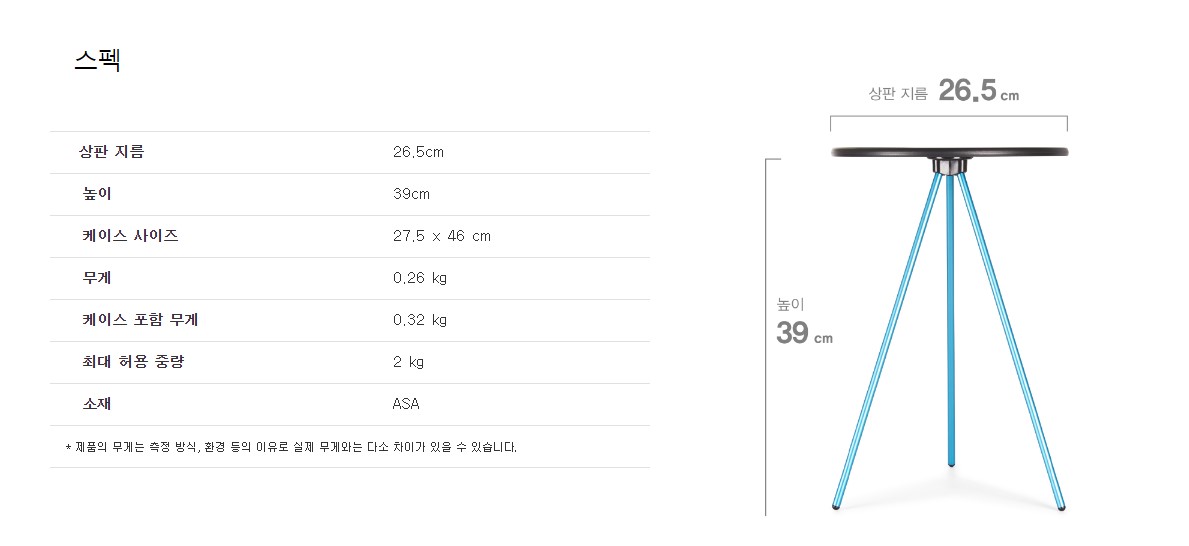 스펙
상판 지름 26.5cm
높이 39cm
케이스 사이즈 27.5 x 46 cm
무게 0.26 kg
케이스 포함 무게 0.32 kg
최대 허용 중량 2 kg
소재 ASA
* 제품의 무게는 측정 방식, 환경 등의 이유로 실제 무게와는 다소 차이가 있을 수 있습니다.
상판 지름 26.5 cm
높이
39 cm